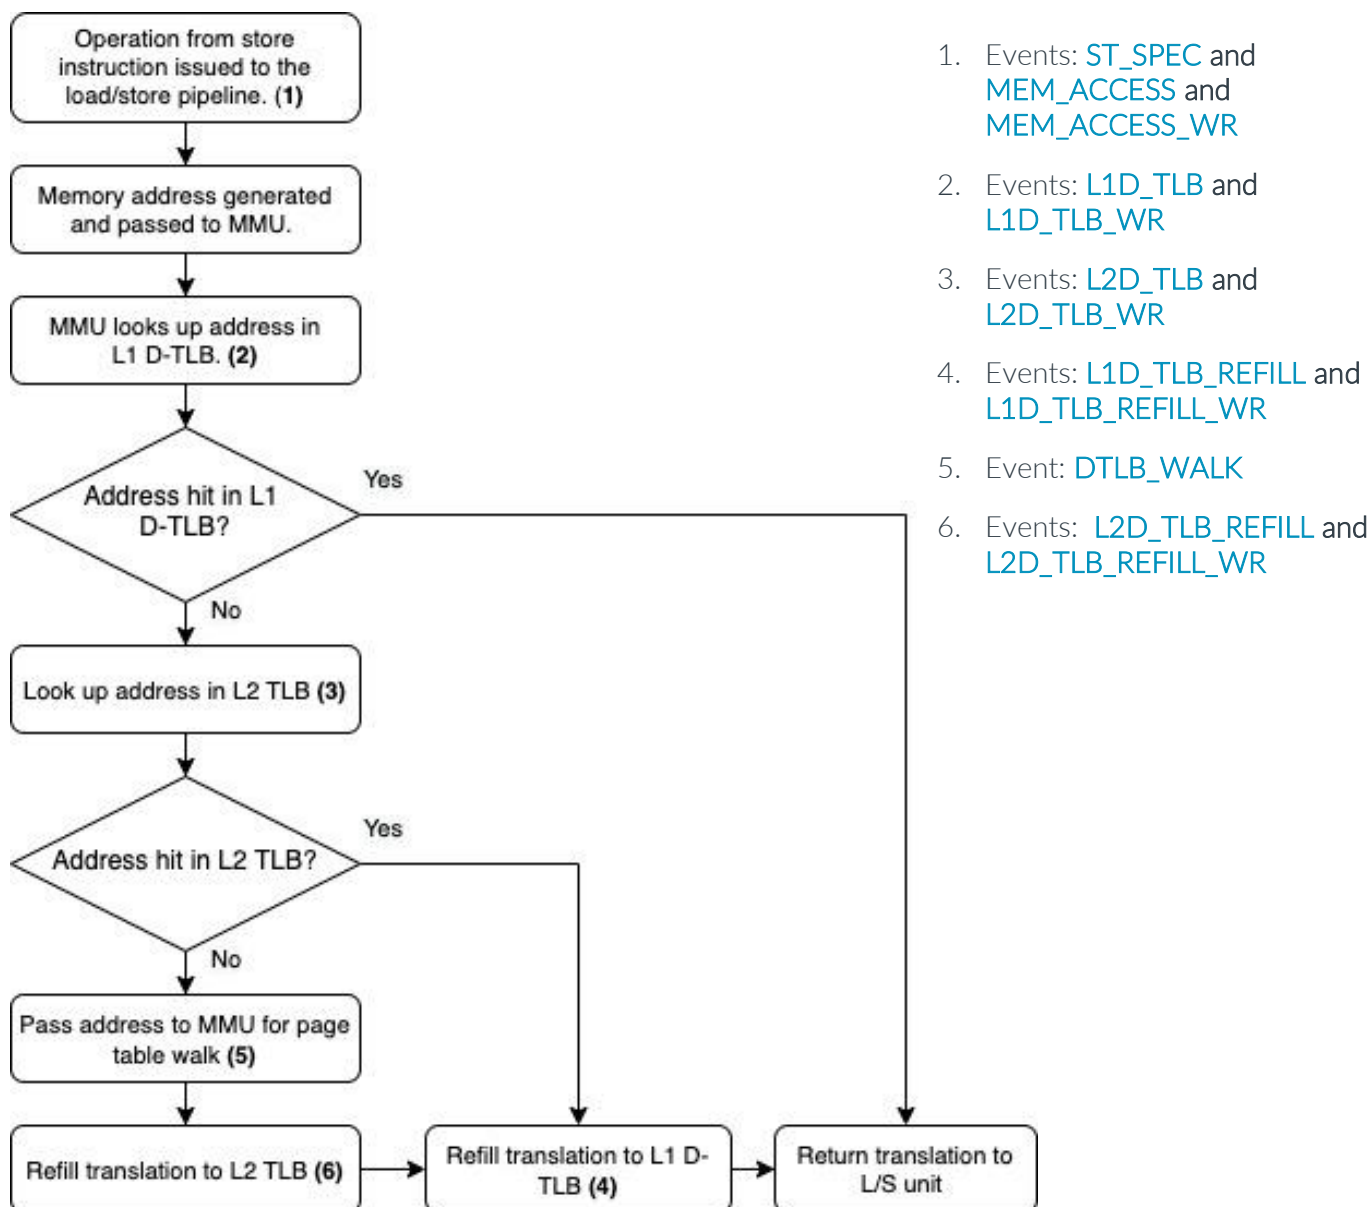 Operation from store
instruction issued to the
load/store pipeline. (1)
Memory address generated
and passed to MMU.
MMU looks up address in
L1 D-TLB. (2)
Address hit in L1
D-TLB?
Yes
No
Look up address in L2 TLB (3)
Address hit in L2 TLB?
Yes
No
Pass address to MMU for page
table walk (5)
Refill translation to L2 TLB (6)
Refill translation to L1 D-
TLB (4)
Return translation to
L/S unit
1. Events: ST_SPEC and
MEM_ACCESS and
MEM_ACCESS_WR
2. Events: L1D_TLB and
L1D_TLB_WR
3. Events: L2D_TLB and
L2D_TLB_WR
4. Events: L1D_TLB_REFILL and
L1D_TLB_REFILL_WR
5. Event: DTLB_WALK
6. Events: L2D_TLB_REFILL and
L2D_TLB_REFILL_WR